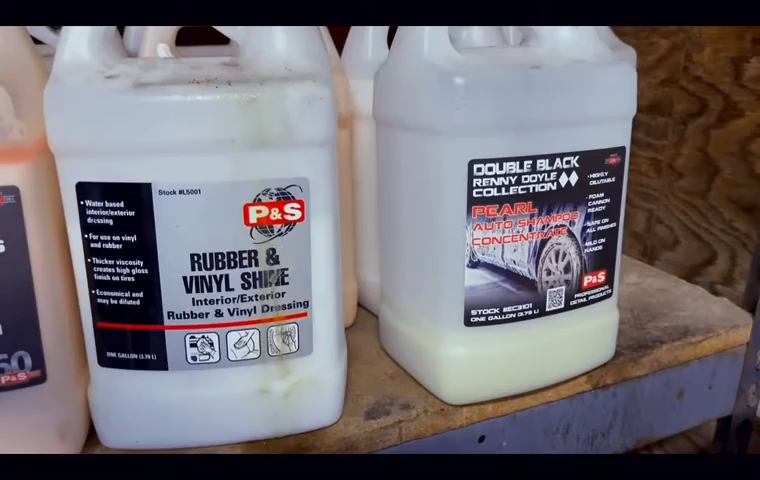 • Water based
interior/exterior
dressing
• For use on vinyl
and rubber
• Thicker viscosity
creates high gloss
finish on tires
• Economical and
may be diluted
ONE GALLON (3.79 L)
Stock #L5001
P&S
RUBBER &
VINYL SHINE
Interior/Exterior
Rubber & Vinyl Dressing
DOUBLE BLACK
RENNY DOYLE
COLLECTION
PEARL
AUTO SHAMPOO
CONCENTRATE
• HIGHLY
DILUTABLE
• FOAM
CANNON
READY
• SAFE ON
ALL FINISHES
• MILD ON
HANDS
P&S
PROFESSIONAL
DETAIL PRODUCTS
STOCK #EC3101
ONE GALLON (3.79 L)
P&S